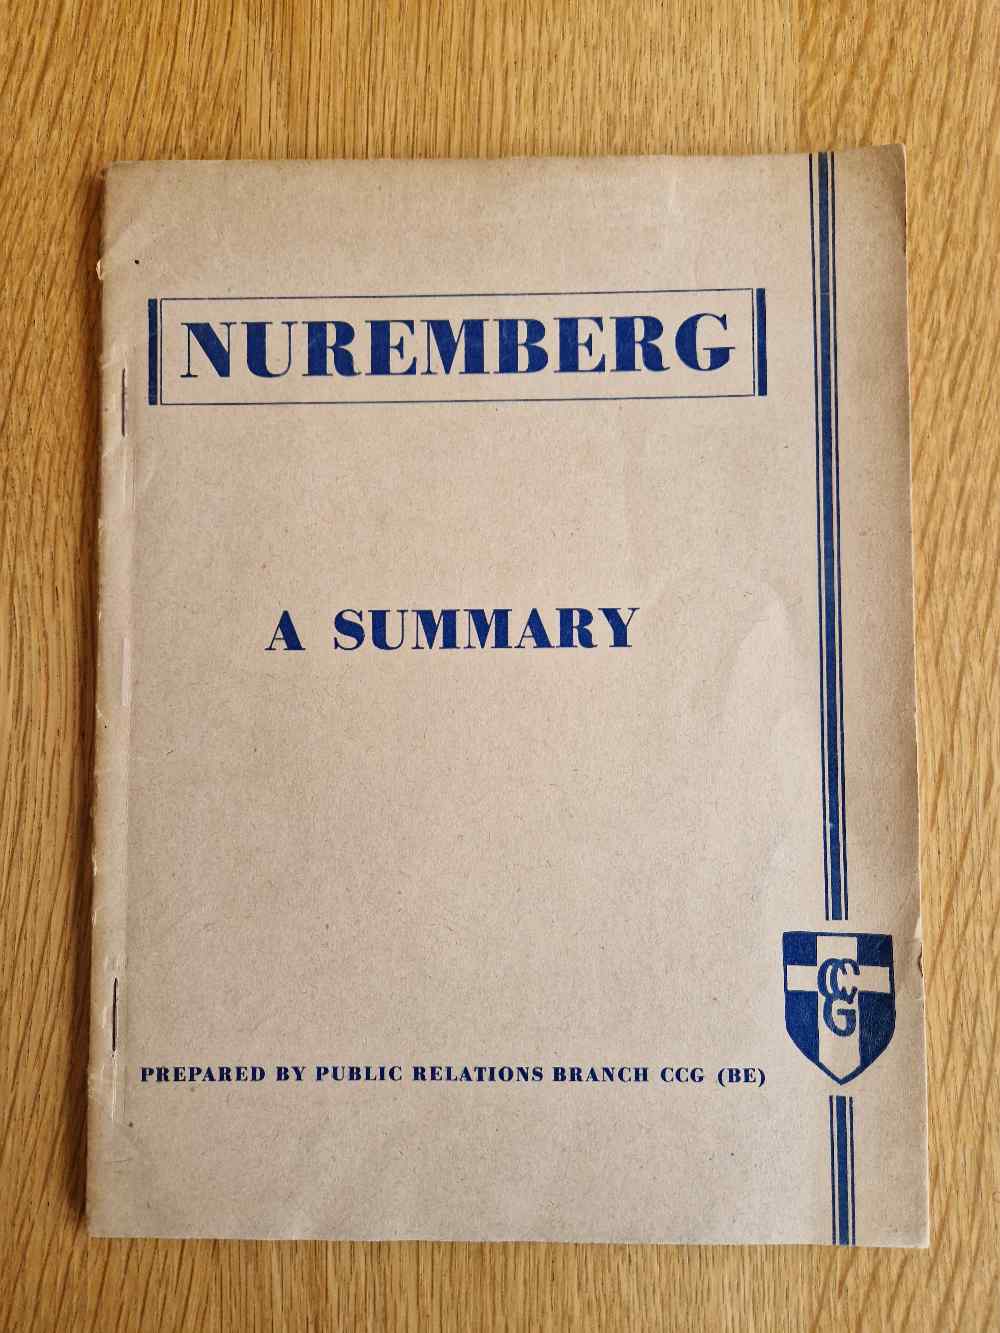 NUREMBERG
A SUMMARY
CCG
PREPARED BY PUBLIC RELATIONS BRANCH CCG (BE)